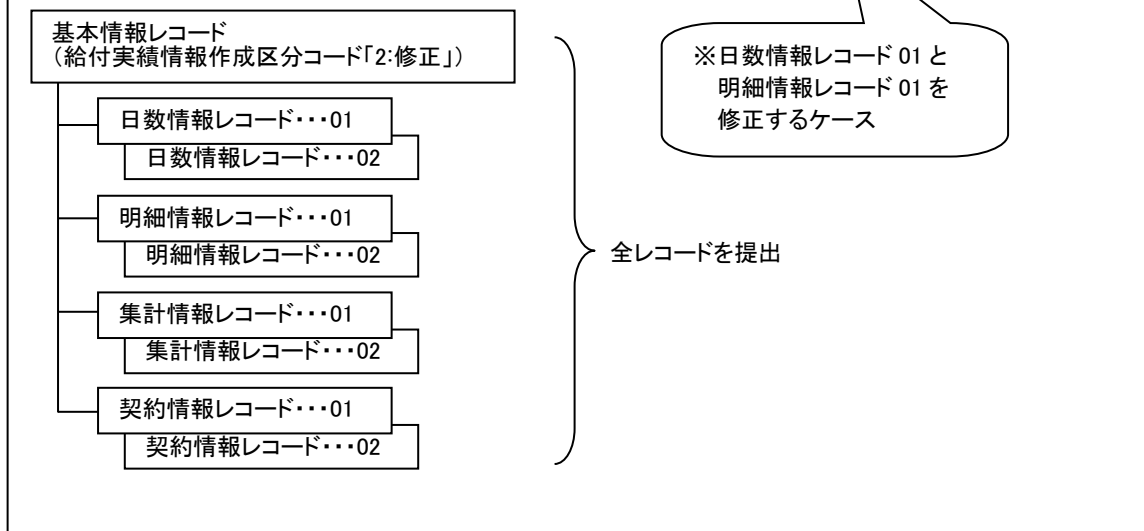 基本情報レコード
(給付実績情報作成区分コード「2:修正」)
日数情報レコード・・・01
日数情報レコード・・・02
明細情報レコード・・・01
明細情報レコード・・・02
集計情報レコード・・・01
集計情報レコード・・・02
契約情報レコード・・・01
契約情報レコード・・・02
全レコードを提出
※日数情報レコード 01 と
明細情報レコード 01 を
修正するケース